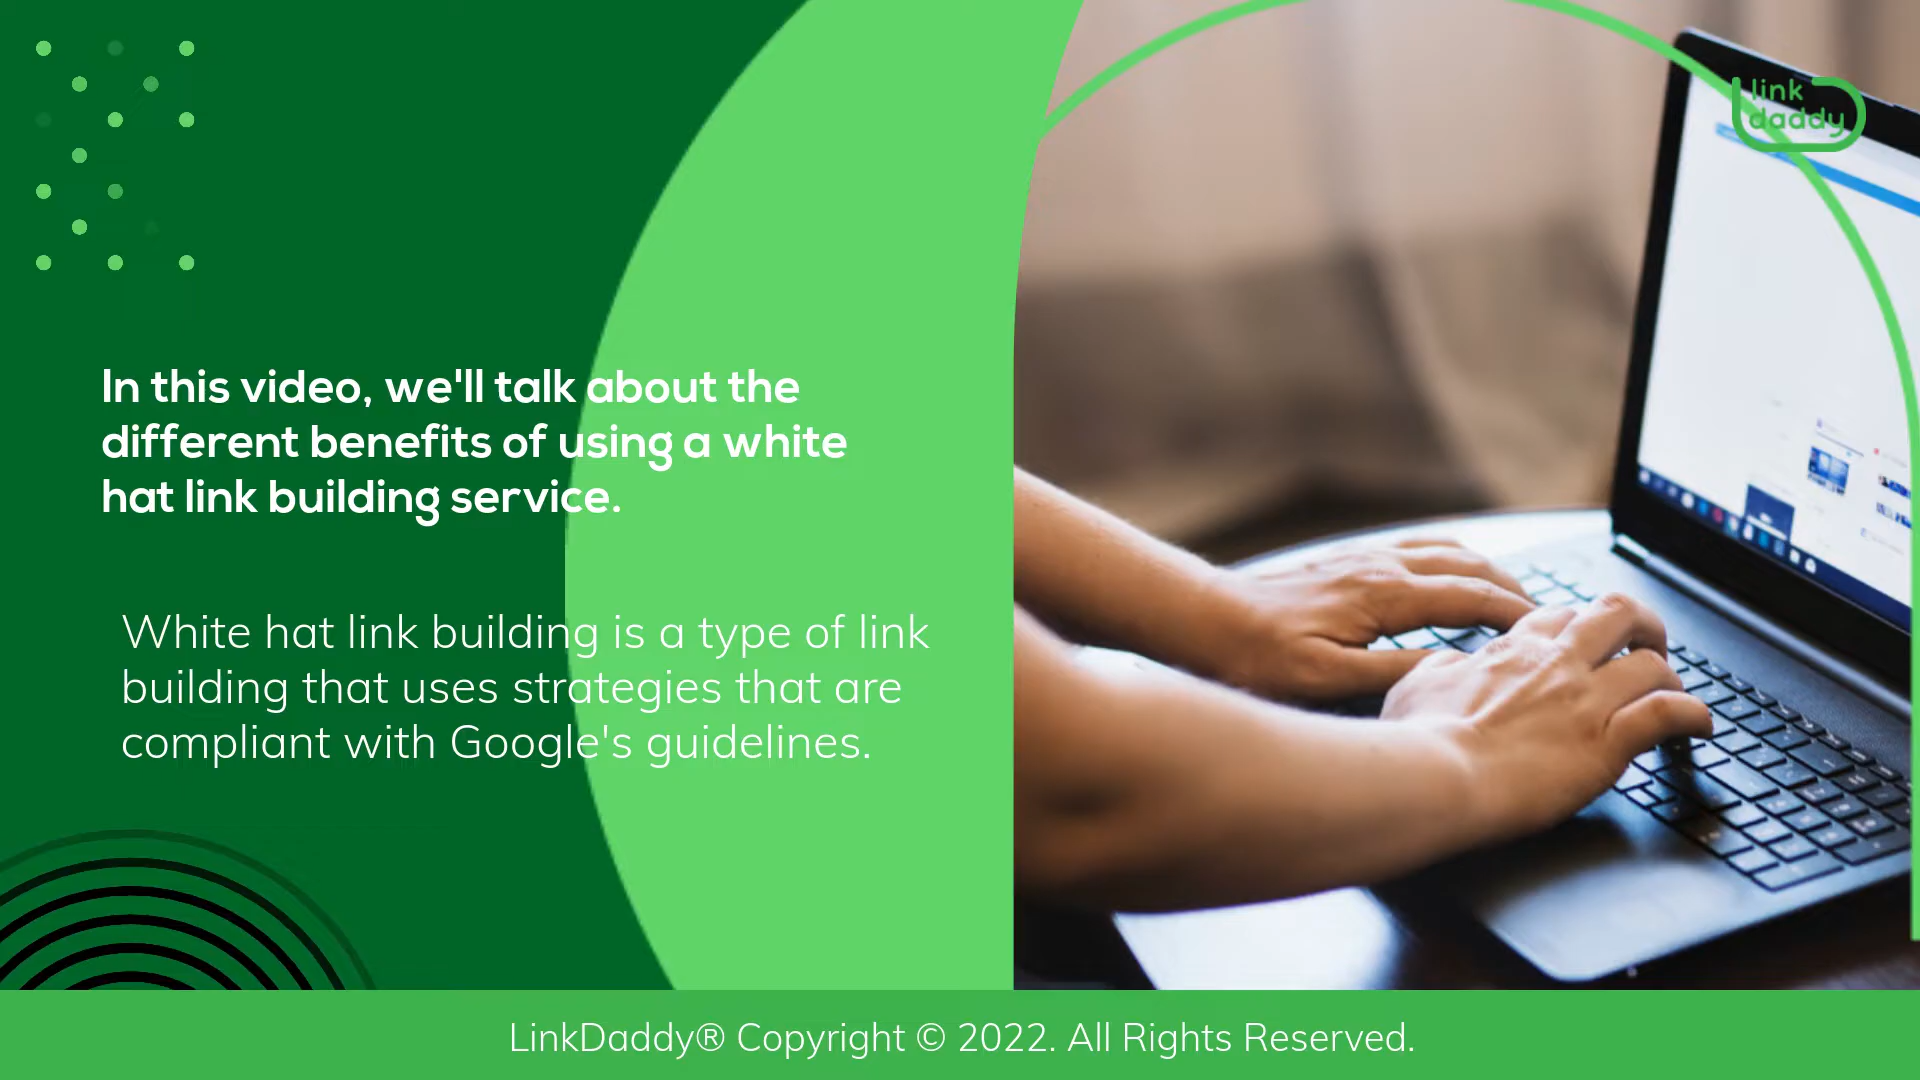 link
daddy
In this video, we'll talk about the
different benefits of using a white
hat link building service.
White hat link building is a type of link
building that uses strategies that are
compliant with Google's guidelines.
LinkDaddy® Copyright © 2022. All Rights Reserved.